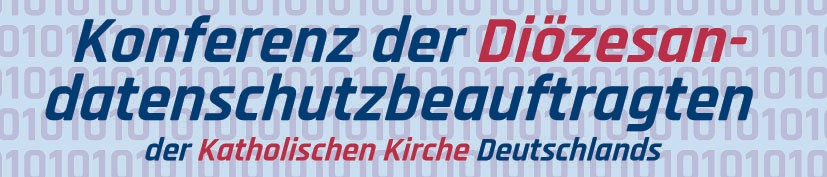 Konferenz der Diözesan-
datenschutzbeauftragten
der Katholischen Kirche Deutschlands